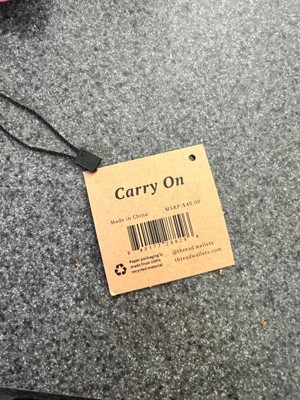 Carry On
Made in China
MSRP: $40.00
Paper packaging is
made from 100%
recycled material
@thread.wallets
threadwallets.com